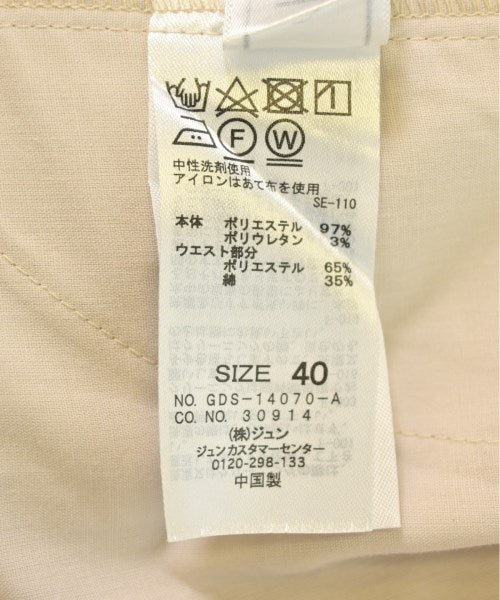 F W
中性洗剤使用
アイロンはあて布を使用
SE-110
本体 ポリエステル 97%
ポリウレタン 3%
ウエスト部分
ポリエステル 65%
綿 35%
SIZE 40
NO. GDS-14070-A
CO. NO. 30914
(株)ジュン
ジュンカスタマーセンター
0120-298-133
中国製